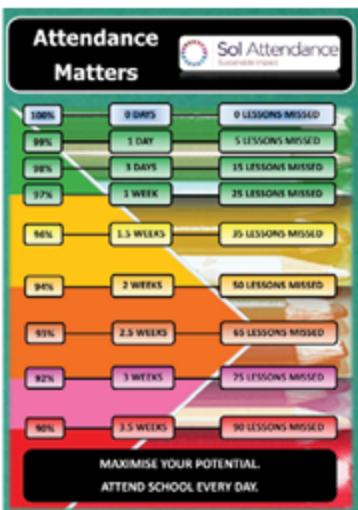 Attendance
Matters
Sol Attendance
Sustainable Impact
100% 0 DAYS 0 LESSONS MISSED
99% 1 DAY 5 LESSONS MISSED
98% 3 DAYS 15 LESSONS MISSED
97% 1 WEEK 25 LESSONS MISSED
96% 1.5 WEEKS 35 LESSONS MISSED
94% 2 WEEKS 50 LESSONS MISSED
93% 2.5 WEEKS 65 LESSONS MISSED
92% 3 WEEKS 75 LESSONS MISSED
90% 3.5 WEEKS 90 LESSONS MISSED
MAXIMISE YOUR POTENTIAL.
ATTEND SCHOOL EVERY DAY.